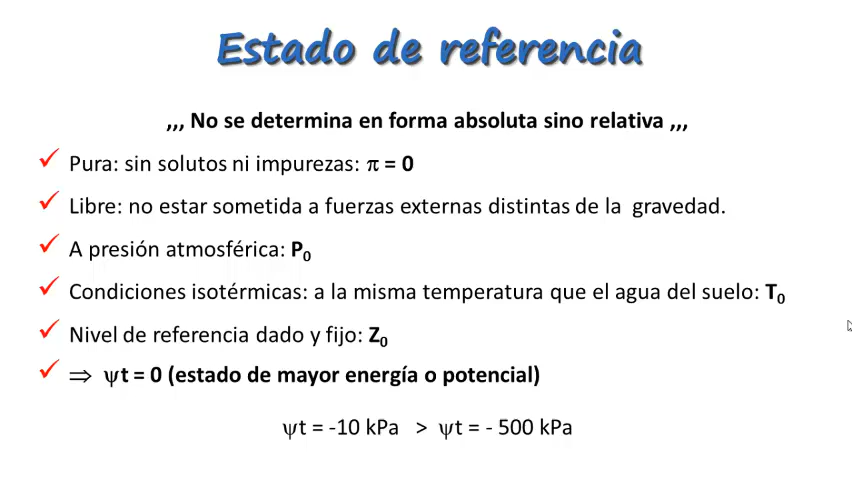 Estado de referencia
,,, No se determina en forma absoluta sino relativa ,,,
✓ Pura: sin solutos ni impurezas: π = 0
✓ Libre: no estar sometida a fuerzas externas distintas de la gravedad.
✓ A presión atmosférica: P₀
✓ Condiciones isotérmicas: a la misma temperatura que el agua del suelo: T₀
✓ Nivel de referencia dado y fijo: Z₀
✓ ⇒ ψt = 0 (estado de mayor energía o potencial)
ψt = -10 kPa > ψt = - 500 kPa